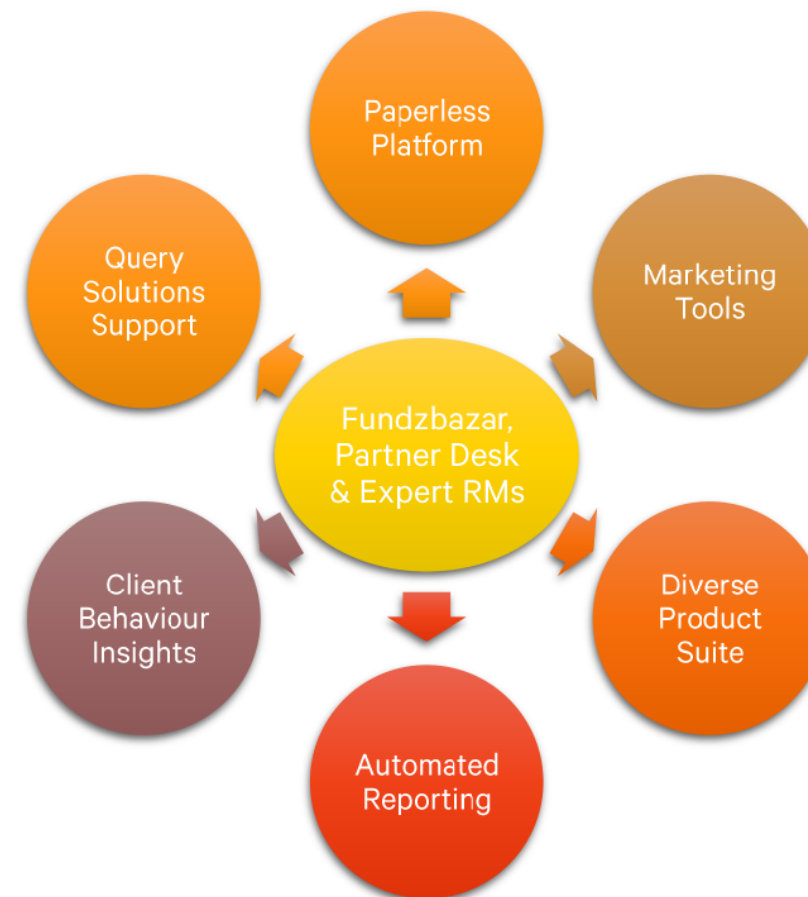 Paperless
Platform
Query
Solutions
Support
Marketing
Tools
Fundzbazar,
Partner Desk
& Expert RMs
Client
Behaviour
Insights
Diverse
Product
Suite
Automated
Reporting